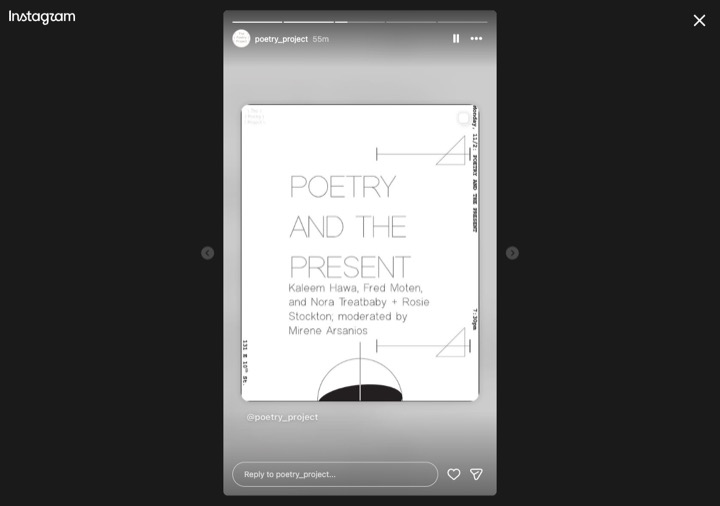 Instagram
poetry_project 55m
Monday, 11/2: POETRY AND THE PRESENT
POETRY
AND THE
PRESENT
Kaleem Hawa, Fred Moten,
and Nora Treatbaby + Rosie
Stockton; moderated by
Mirene Arsanios
7:30pm
131 E 10th St.
@poetry_project
Reply to poetry_project...